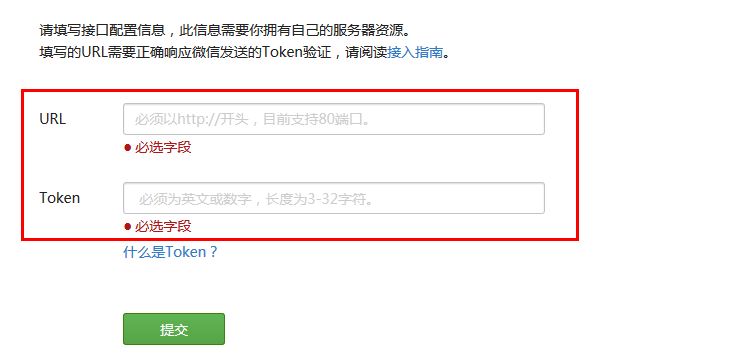 请填写接口配置信息，此信息需要你拥有自己的服务器资源。
填写的URL需要正确响应微信发送的Token验证，请阅读接入指南。
URL
必须以http://开头，目前支持80端口。
必选字段
Token
必须为英文或数字，长度为3-32字符。
必选字段
什么是Token？
提交